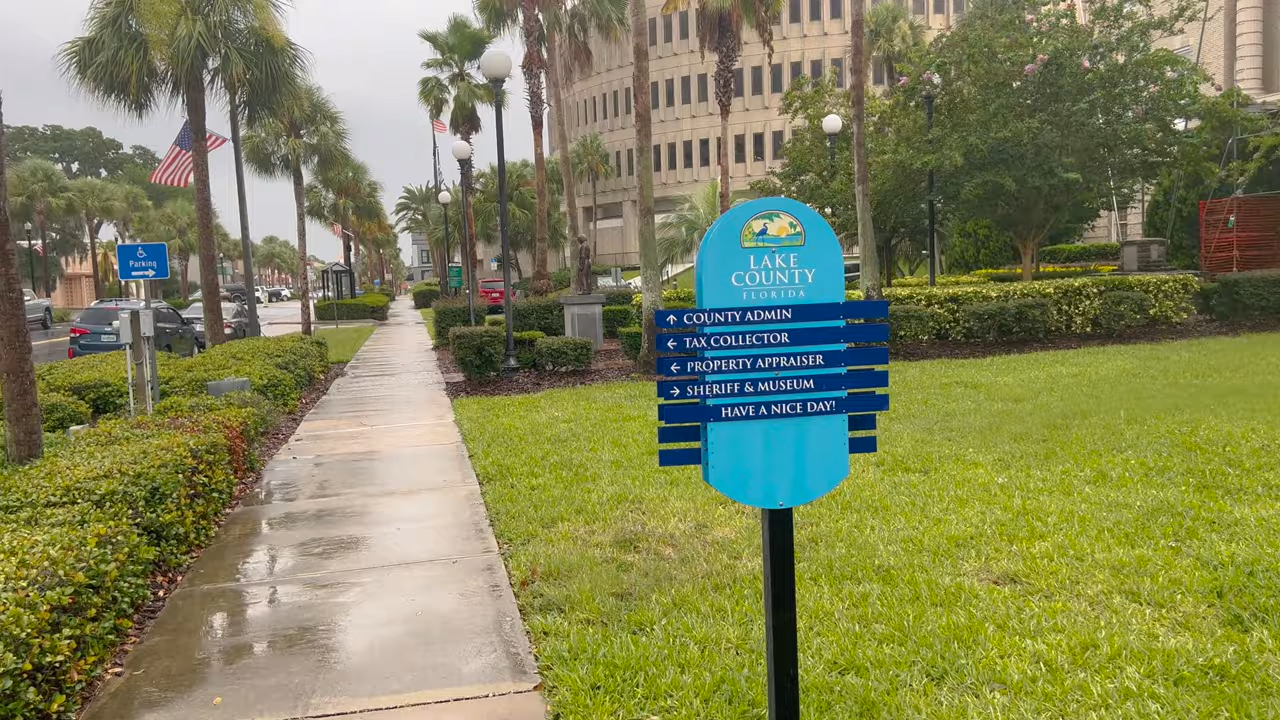 Parking
LAKE
COUNTY
FLORIDA
↑ COUNTY ADMIN
← TAX COLLECTOR
← PROPERTY APPRAISER
→ SHERIFF & MUSEUM
HAVE A NICE DAY!